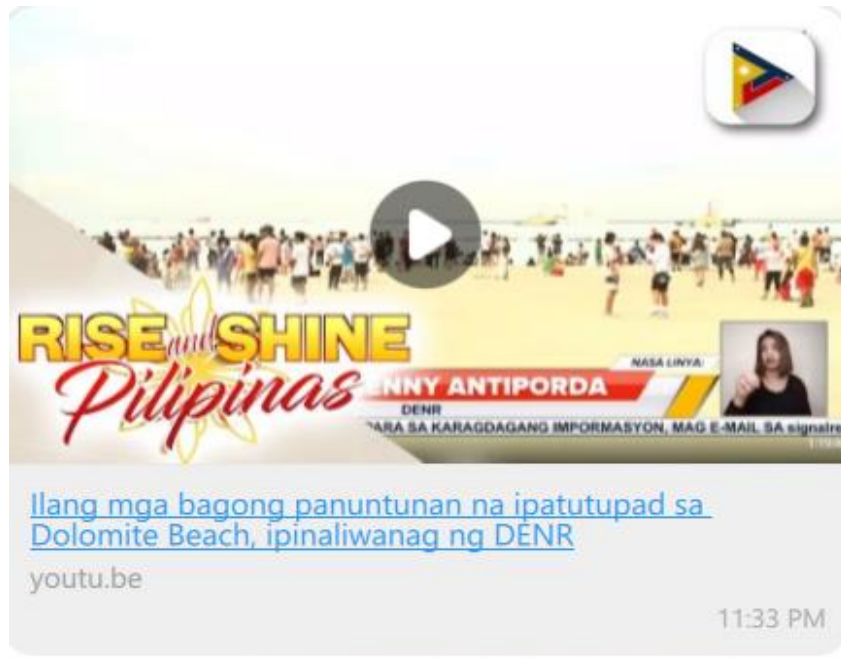 RISE and SHINE
Pilipinas
NASA LINYA:
ENNY ANTIPORDA
DENR
PARA SA KARAGDAGANG IMPORMASYON, MAG E-MAIL SA signalre
Ilang mga bagong panuntunan na ipatutupad sa
Dolomite Beach, ipinaliwanag ng DENR
youtu.be
11:33 PM